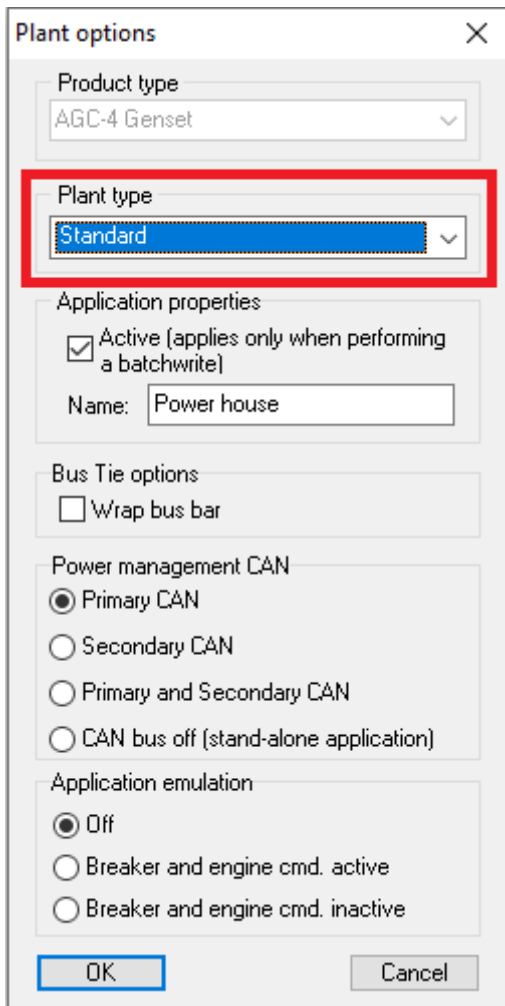 Plant options
Product type
AGC-4 Genset
Plant type
Standard
Application properties
Active (applies only when performing
a batchwrite)
Name: Power house
Bus Tie options
Wrap bus bar
Power management CAN
Primary CAN
Secondary CAN
Primary and Secondary CAN
CAN bus off (stand-alone application)
Application emulation
Off
Breaker and engine cmd. active
Breaker and engine cmd. inactive
OK Cancel